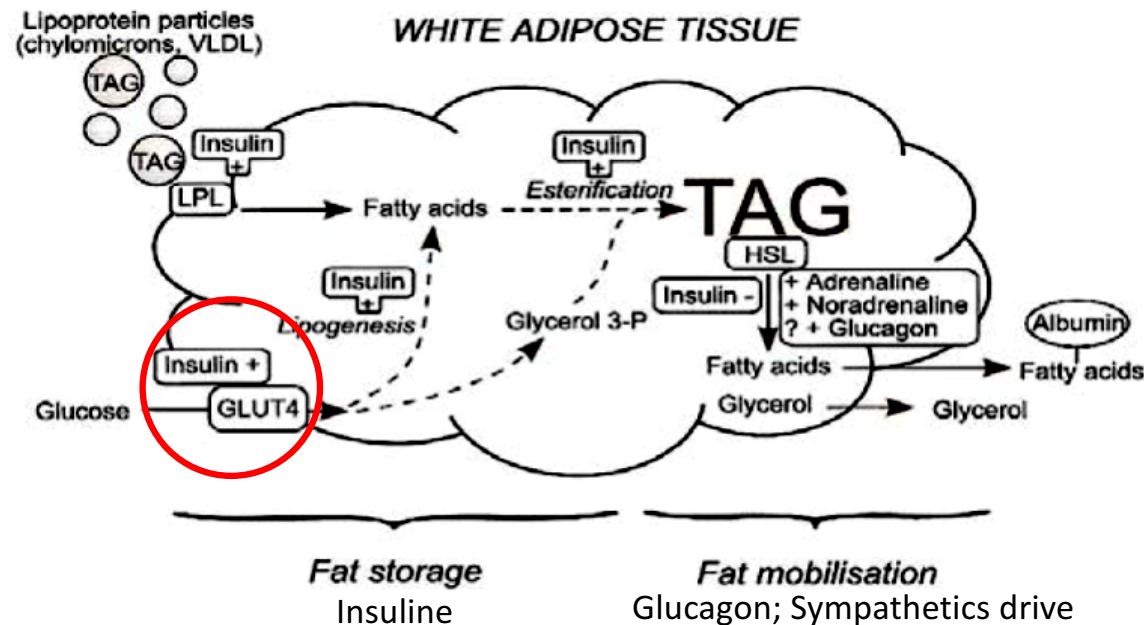 Lipoprotein particles
(chylomicrons, VLDL)
WHITE ADIPOSE TISSUE
TAG
TAG
Insulin
+
LPL
Fatty acids
Insulin
+
Esterification
TAG
HSL
Insulin -
+ Adrenaline
+ Noradrenaline
? + Glucagon
Insulin
+
Lipogenesis
Glycerol 3-P
Albumin
Insulin +
Glucose
GLUT4
Fatty acids
Fatty acids
Glycerol
Glycerol
Fat storage
Insuline
Fat mobilisation
Glucagon; Sympathetics drive